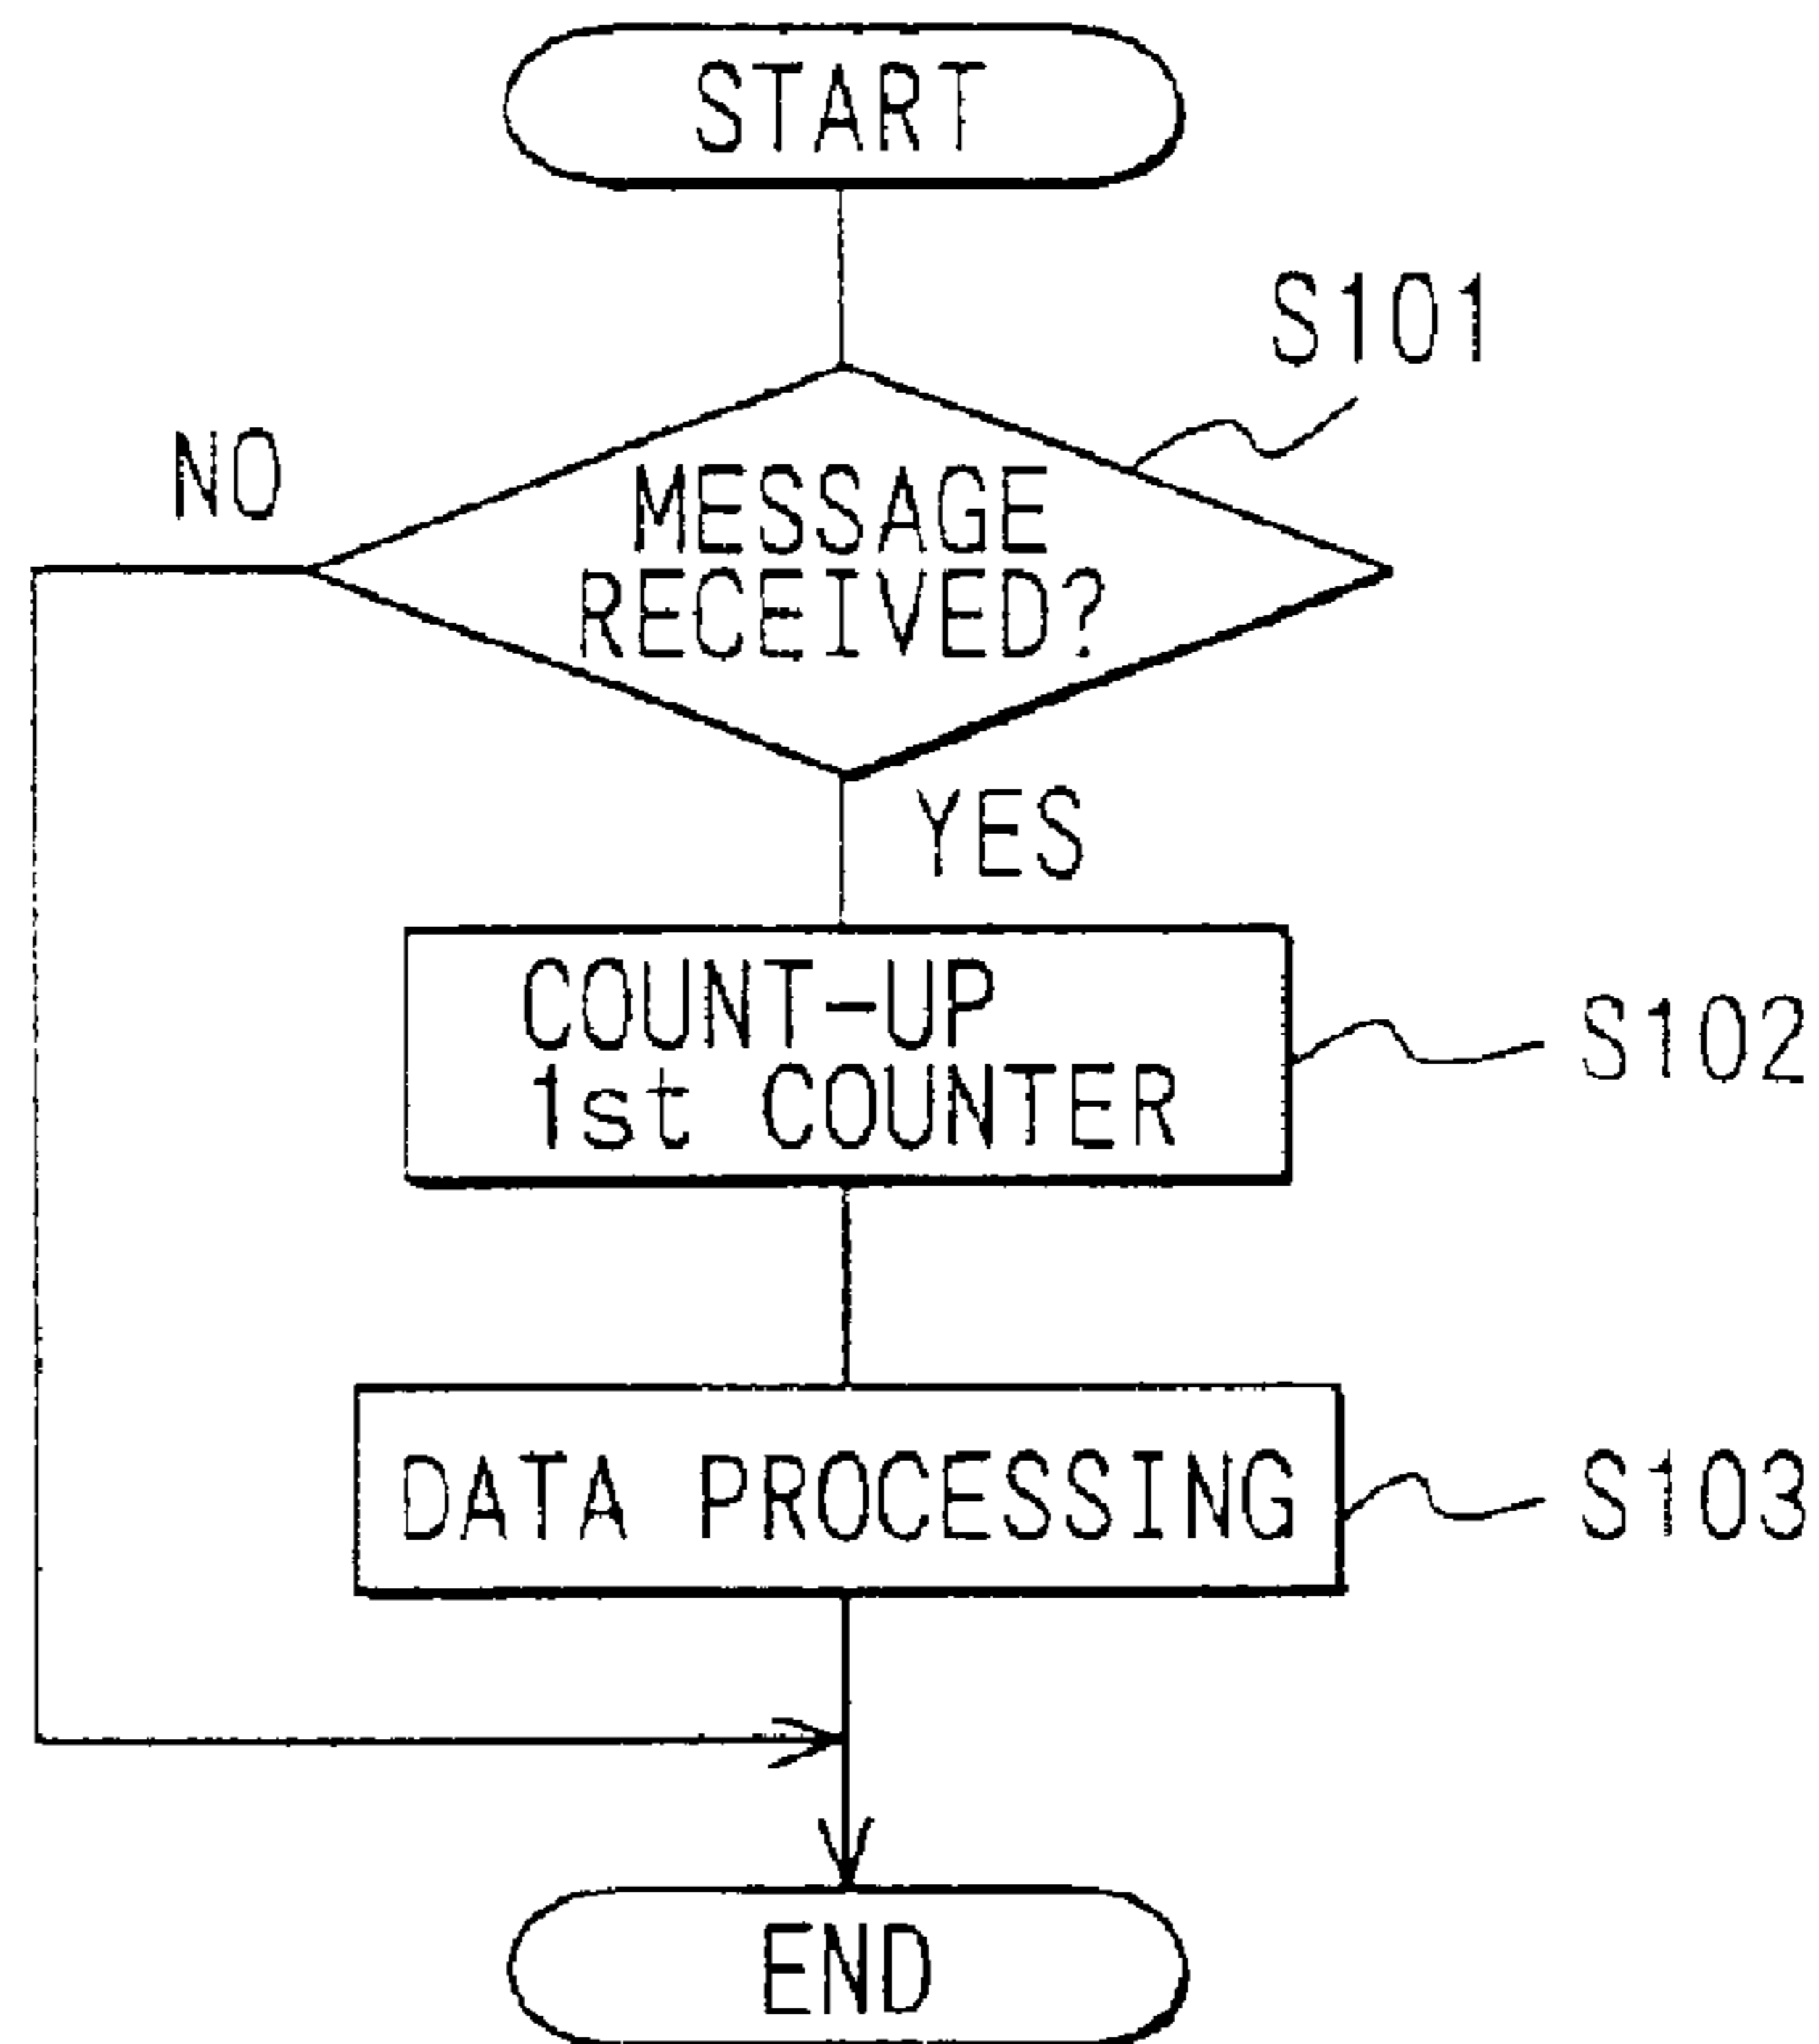 START
S101
NO
MESSAGE
RECEIVED?
YES
COUNT-UP
1st COUNTER
S102
DATA PROCESSING
S103
END